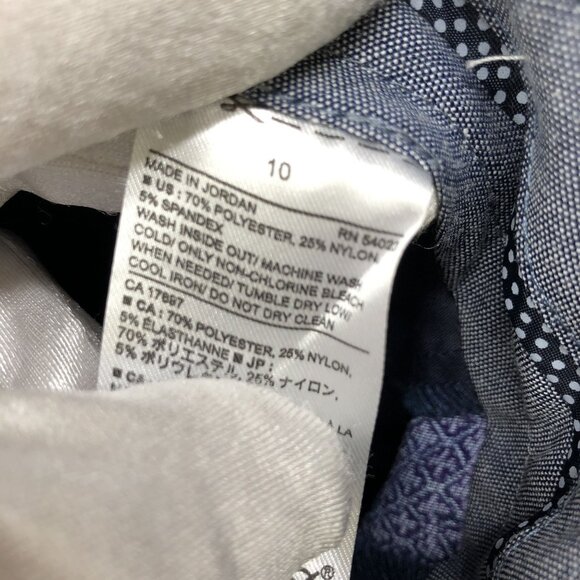 10
MADE IN JORDAN
RN 54023
■ US : 70% POLYESTER, 25% NYLON,
5% SPANDEX
WASH INSIDE OUT/ MACHINE WASH
COLD/ ONLY NON-CHLORINE BLEACH
WHEN NEEDED/ TUMBLE DRY LOW/
COOL IRON/ DO NOT DRY CLEAN
CA 17897
■ CA : 70% POLYESTER, 25% NYLON,
5% ÉLASTHANNE ■ JP :
70% ポリエステル, 25% ナイロン,
5% ポリウレタン
■ CA
À LA
d®